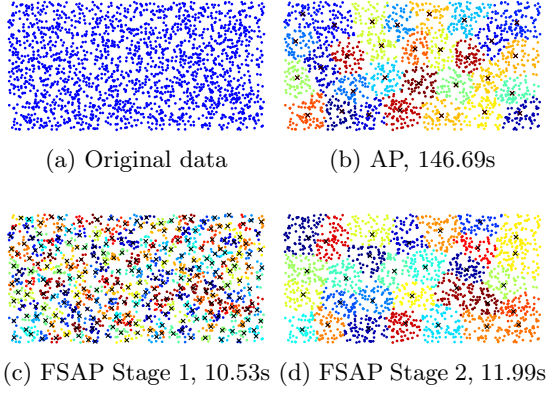 (a) Original data
(b) AP, 146.69s
(c) FSAP Stage 1, 10.53s
(d) FSAP Stage 2, 11.99s